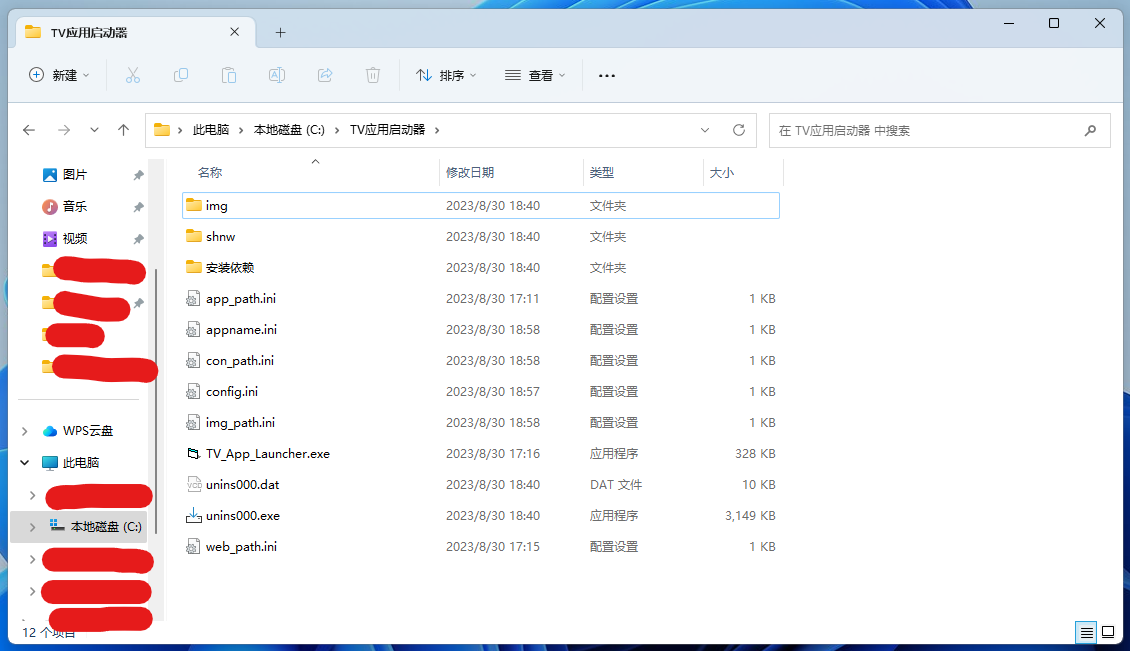 TV应用启动器
新建
排序
查看
此电脑 本地磁盘 (C:) TV应用启动器
在 TV应用启动器 中搜索
图片
音乐
视频
WPS云盘
此电脑
本地磁盘 (C:)
名称 修改日期 类型 大小
img 2023/8/30 18:40 文件夹
shnw 2023/8/30 18:40 文件夹
安装依赖 2023/8/30 18:40 文件夹
app_path.ini 2023/8/30 17:11 配置设置 1 KB
appname.ini 2023/8/30 18:58 配置设置 1 KB
con_path.ini 2023/8/30 18:58 配置设置 1 KB
config.ini 2023/8/30 18:57 配置设置 1 KB
img_path.ini 2023/8/30 18:58 配置设置 1 KB
TV_App_Launcher.exe 2023/8/30 17:16 应用程序 328 KB
unins000.dat 2023/8/30 18:40 DAT 文件 10 KB
unins000.exe 2023/8/30 18:40 应用程序 3,149 KB
web_path.ini 2023/8/30 17:15 配置设置 1 KB
12 个项目